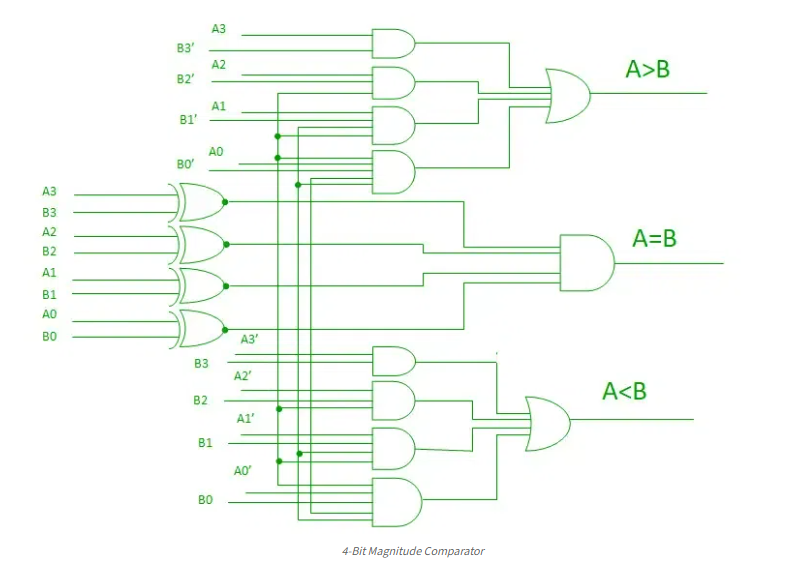 A3
B3′
A2
B2′
A1
B1′
A0
B0′
A>B
A3
B3
A2
B2
A1
B1
A0
B0
A=B
A3′
B3
A2′
B2
A1′
B1
A0′
B0
A<B
4-Bit Magnitude Comparator